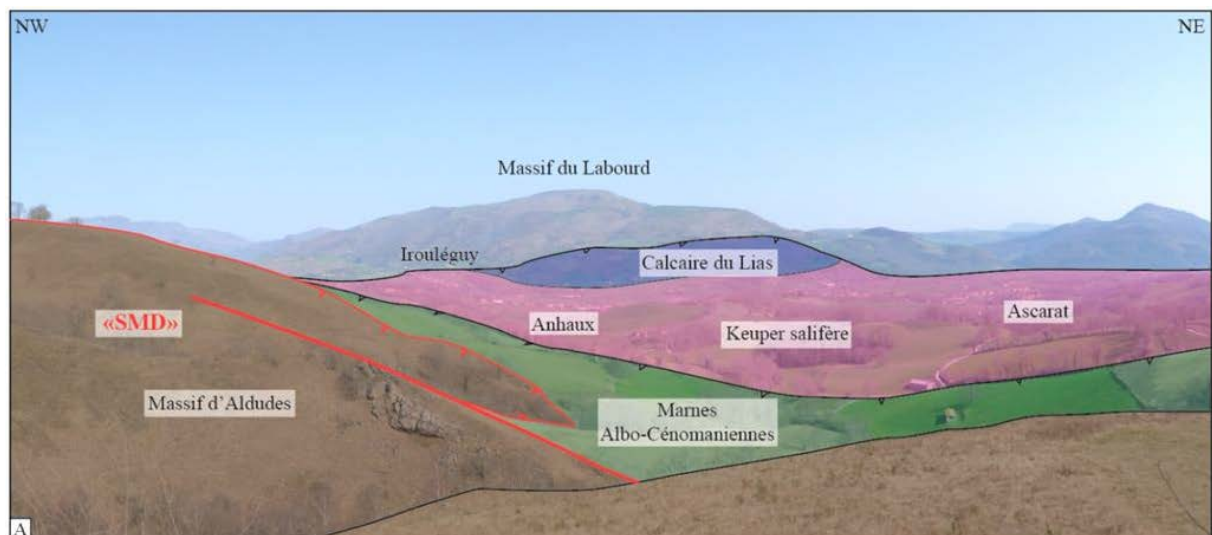 NW
NE
Massif du Labourd
Irouléguy
Calcaire du Lias
«SMD»
Anhaux
Keuper salifère
Ascarat
Massif d'Aldudes
Marnes
Albo-Cénomaniennes
A